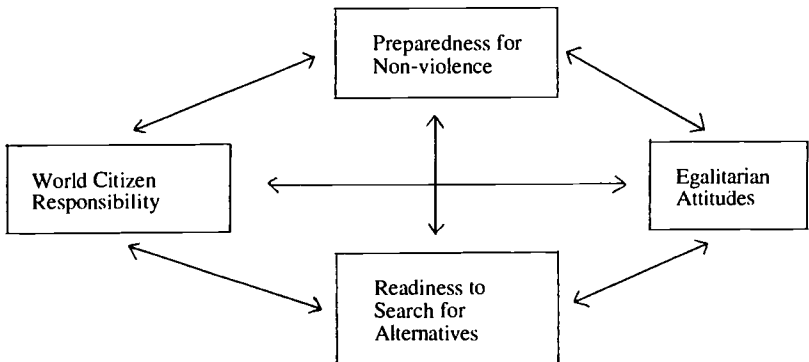 Preparedness for
Non-violence
World Citizen
Responsibility
Egalitarian
Attitudes
Readiness to
Search for
Alternatives